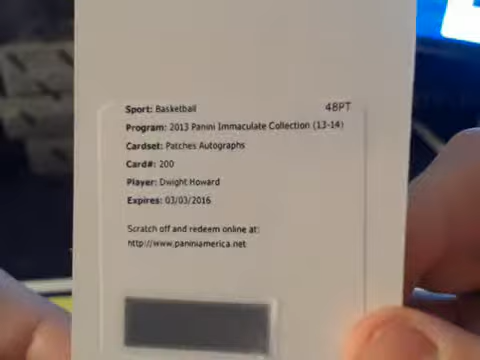 Sport: Basketball 48PT
Program: 2013 Panini Immaculate Collection (13-14)
Cardset: Patches Autographs
Card#: 200
Player: Dwight Howard
Expires: 03/03/2016
Scratch off and redeem online at:
http://www.paniniamerica.net